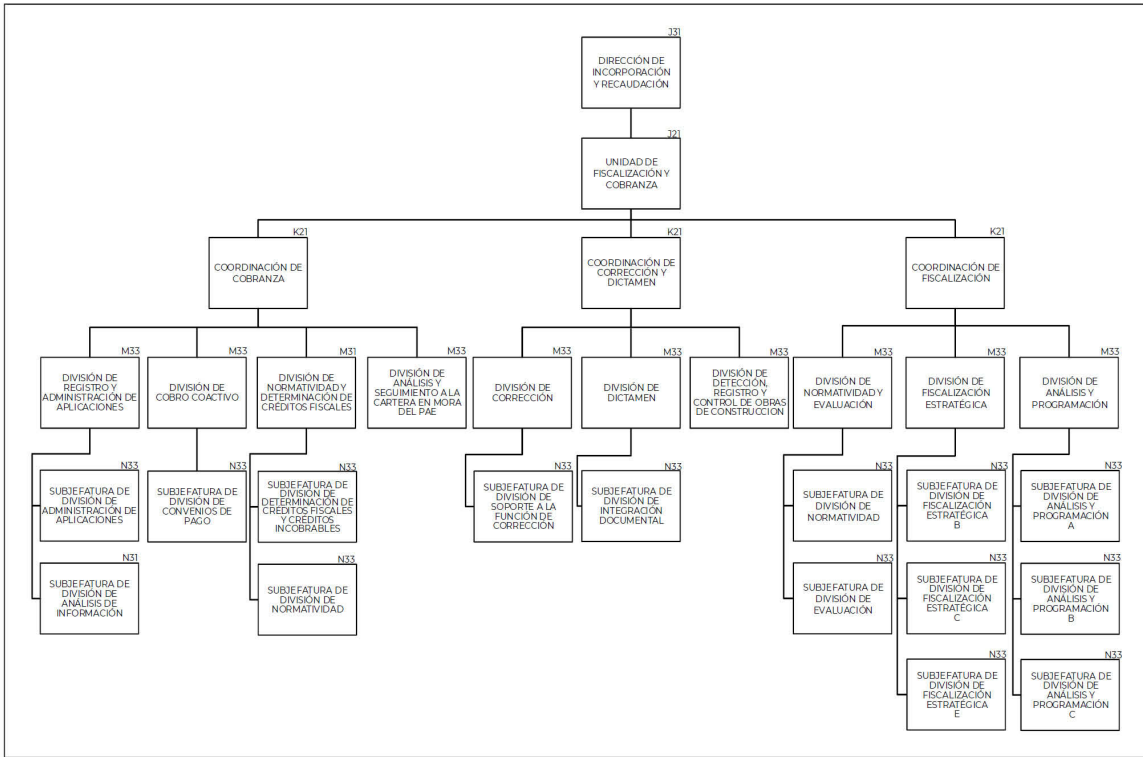 J31
DIRECCIÓN DE
INCORPORACIÓN
Y RECAUDACIÓN
J21
UNIDAD DE
FISCALIZACIÓN Y
COBRANZA
K21
COORDINACIÓN DE
COBRANZA
K21
COORDINACIÓN DE
CORRECCIÓN Y
DICTAMEN
K21
COORDINACIÓN DE
FISCALIZACIÓN
M33
DIVISIÓN DE
REGISTRO Y
ADMINISTRACIÓN DE
APLICACIONES
M33
DIVISIÓN DE
COBRO COACTIVO
M31
DIVISIÓN DE
NORMATIVIDAD Y
DETERMINACIÓN DE
CRÉDITOS FISCALES
M33
DIVISIÓN DE
ANÁLISIS Y
SEGUIMIENTO A LA
CARTERA EN MORA
DEL PAE
M33
DIVISIÓN DE
CORRECCIÓN
M33
DIVISIÓN DE
DICTAMEN
M33
DIVISIÓN DE
DETECCIÓN,
REGISTRO Y
CONTROL DE OBRAS
DE CONSTRUCCION
M33
DIVISIÓN DE
NORMATIVIDAD Y
EVALUACIÓN
M33
DIVISIÓN DE
FISCALIZACIÓN
ESTRATÉGICA
M33
DIVISIÓN DE
ANÁLISIS Y
PROGRAMACIÓN
N33
SUBJEFATURA DE
DIVISIÓN DE
ADMINISTRACIÓN DE
APLICACIONES
N33
SUBJEFATURA DE
DIVISIÓN DE
CONVENIOS DE
PAGO
N33
SUBJEFATURA DE
DIVISIÓN DE
DETERMINACIÓN DE
CREDITOS FISCALES
Y CRÉDITOS
INCOBRABLES
N33
SUBJEFATURA DE
DIVISIÓN DE
SOPORTE A LA
FUNCIÓN DE
CORRECCIÓN
N33
SUBJEFATURA DE
DIVISIÓN DE
INTEGRACIÓN
DOCUMENTAL
N33
SUBJEFATURA DE
DIVISIÓN DE
NORMATIVIDAD
N33
SUBJEFATURA DE
DIVISIÓN DE
FISCALIZACIÓN
ESTRATÉGICA
B
N33
SUBJEFATURA DE
DIVISIÓN DE
ANÁLISIS Y
PROGRAMACIÓN
A
N31
SUBJEFATURA DE
DIVISIÓN DE
ANÁLISIS DE
INFORMACIÓN
N33
SUBJEFATURA DE
DIVISIÓN DE
NORMATIVIDAD
N33
SUBJEFATURA DE
DIVISIÓN DE
EVALUACIÓN
N33
SUBJEFATURA DE
DIVISIÓN DE
FISCALIZACIÓN
ESTRATÉGICA
C
N33
SUBJEFATURA DE
DIVISIÓN DE
ANÁLISIS Y
PROGRAMACIÓN
B
N33
SUBJEFATURA DE
DIVISIÓN DE
FISCALIZACIÓN
ESTRATÉGICA
E
N33
SUBJEFATURA DE
DIVISIÓN DE
ANÁLISIS Y
PROGRAMACIÓN
C